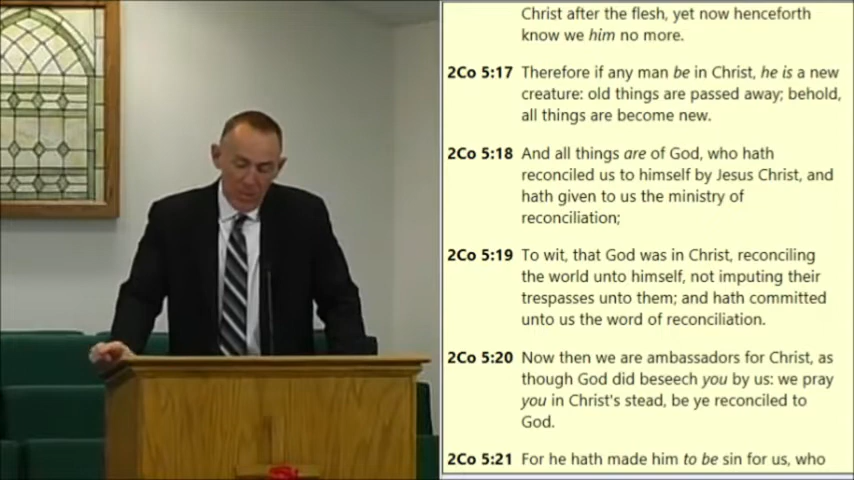 Christ after the flesh, yet now henceforth
know we him no more.
2Co 5:17 Therefore if any man be in Christ, he is a new
creature: old things are passed away; behold,
all things are become new.
2Co 5:18 And all things are of God, who hath
reconciled us to himself by Jesus Christ, and
hath given to us the ministry of
reconciliation;
2Co 5:19 To wit, that God was in Christ, reconciling
the world unto himself, not imputing their
trespasses unto them; and hath committed
unto us the word of reconciliation.
2Co 5:20 Now then we are ambassadors for Christ, as
though God did beseech you by us: we pray
you in Christ's stead, be ye reconciled to
God.
2Co 5:21 For he hath made him to be sin for us, who